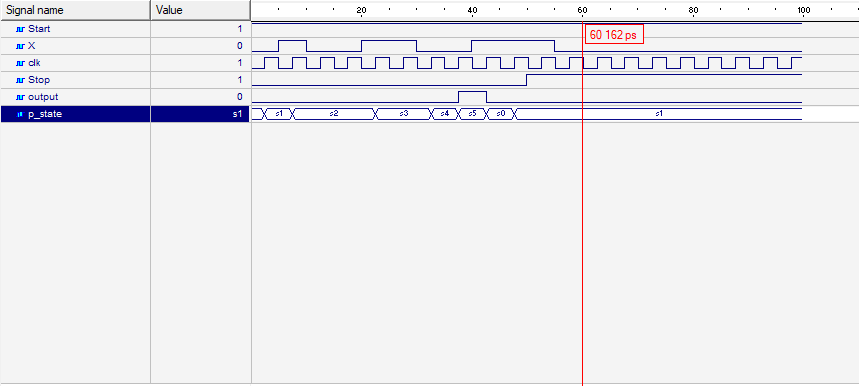 Signal name Value 20 40 60 80 100
Start 1
60 162 ps
X 0
clk 1
Stop 1
output 0
p_state s1 s1 s2 s3 s4 s5 s0 s1